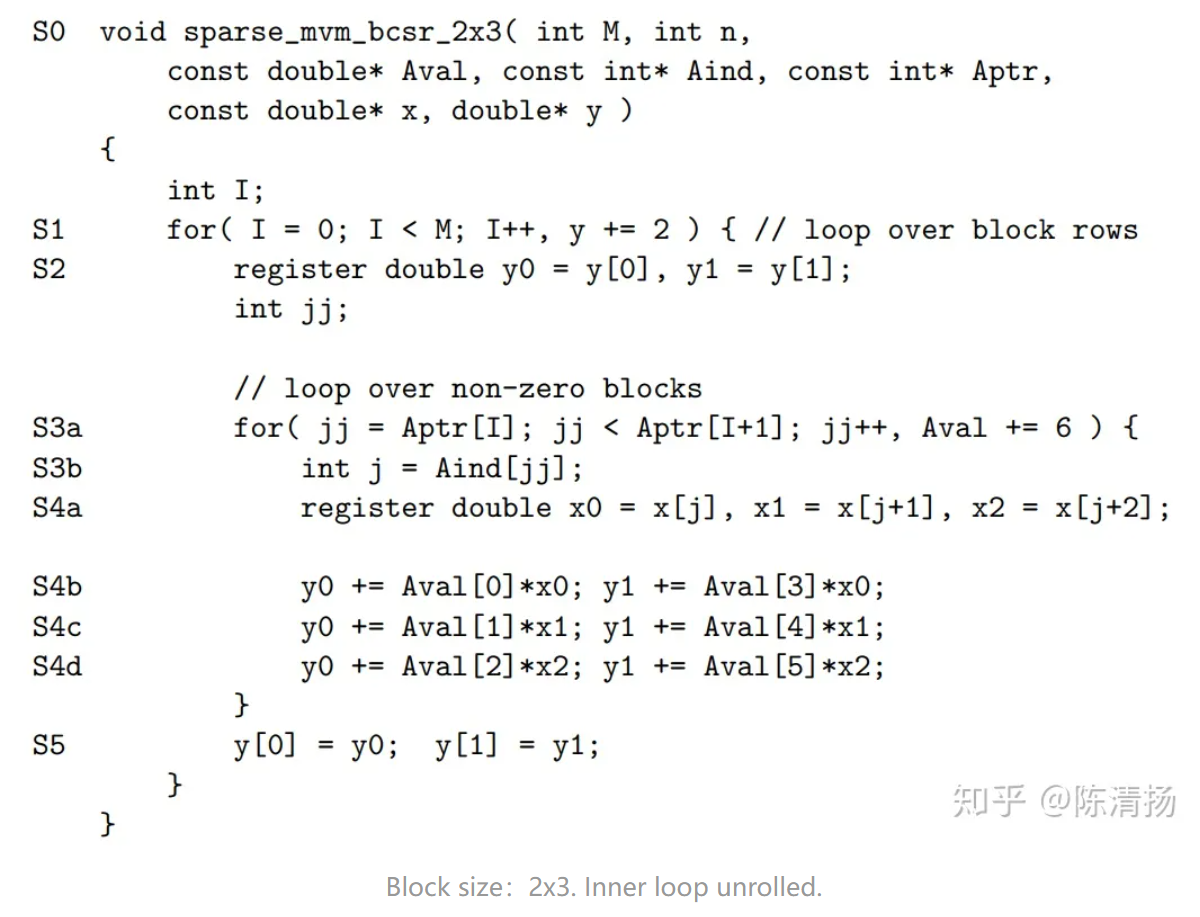 S0 void sparse_mvm_bcsr_2x3( int M, int n,
const double* Aval, const int* Aind, const int* Aptr,
const double* x, double* y )
{
int I;
S1 for( I = 0; I < M; I++, y += 2 ) { // loop over block rows
S2 register double y0 = y[0], y1 = y[1];
int jj;
// loop over non-zero blocks
S3a for( jj = Aptr[I]; jj < Aptr[I+1]; jj++, Aval += 6 ) {
S3b int j = Aind[jj];
S4a register double x0 = x[j], x1 = x[j+1], x2 = x[j+2];
S4b y0 += Aval[0]*x0; y1 += Aval[3]*x0;
S4c y0 += Aval[1]*x1; y1 += Aval[4]*x1;
S4d y0 += Aval[2]*x2; y1 += Aval[5]*x2;
}
S5 y[0] = y0; y[1] = y1;
}
}
知乎 @陈清扬
Block size：2x3. Inner loop unrolled.